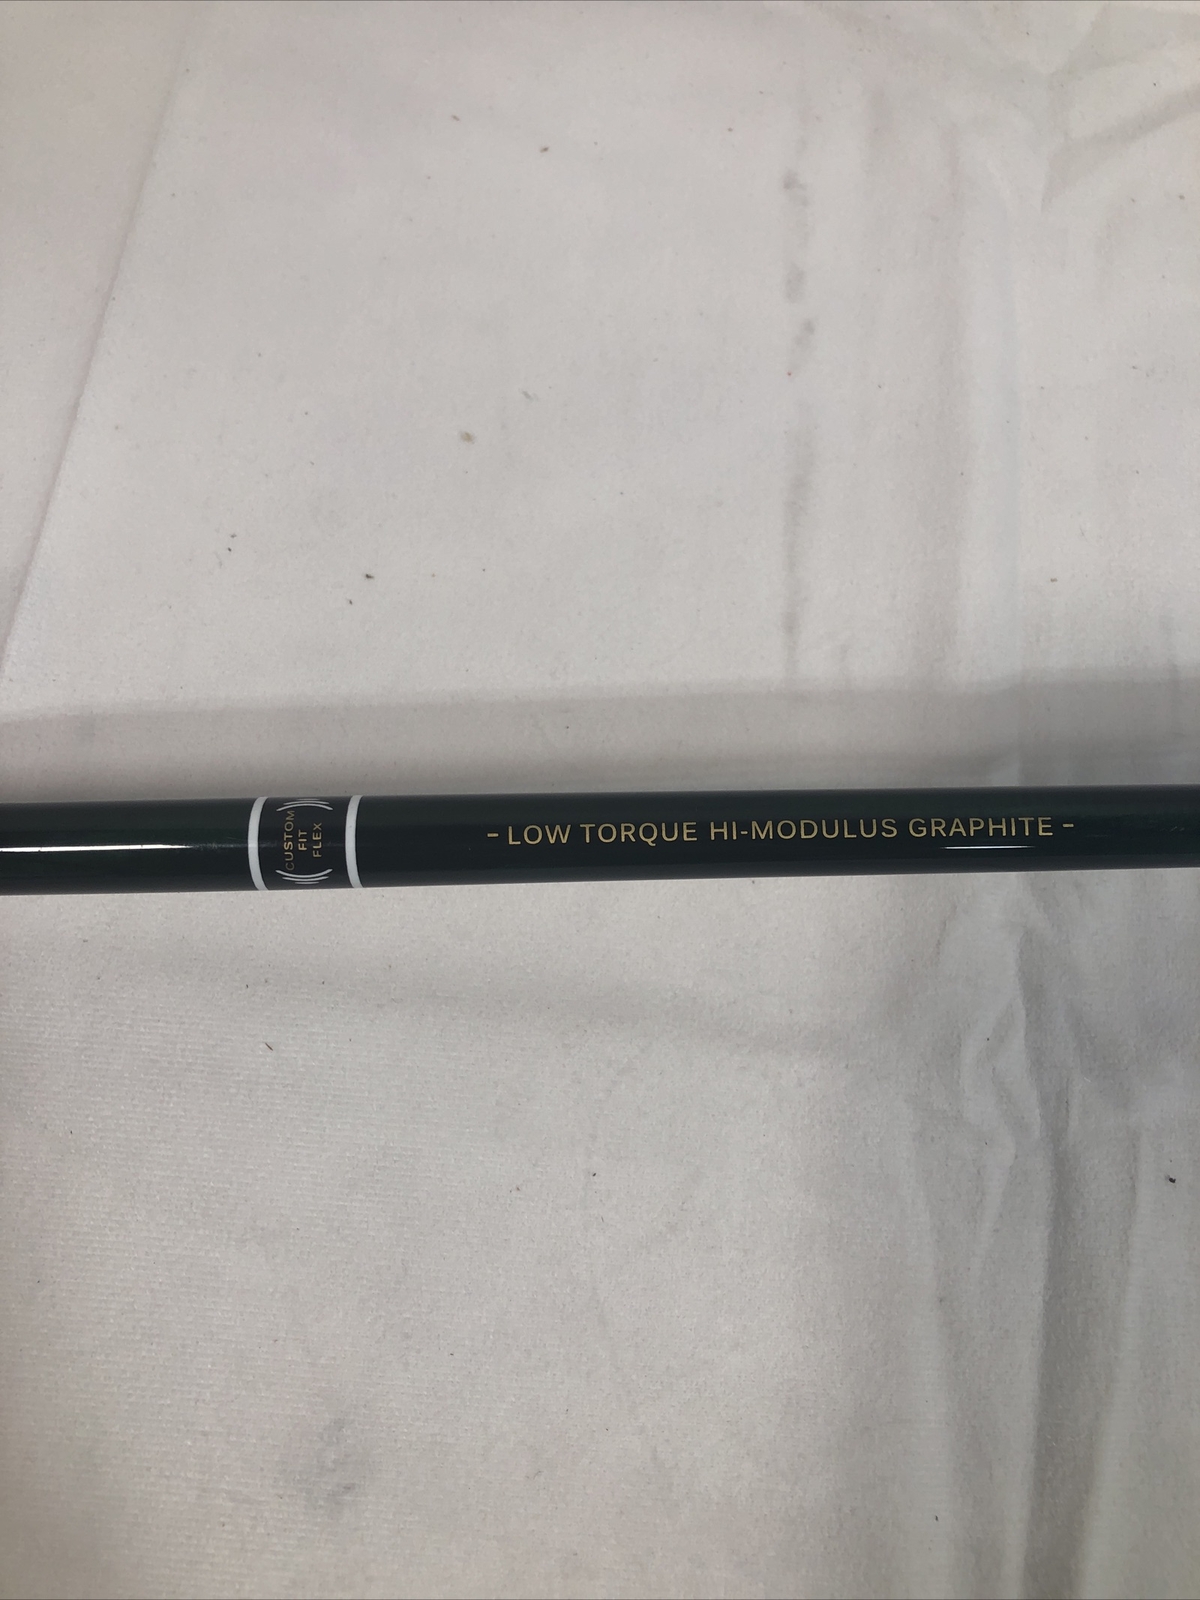 CUSTOM
FIT
FLEX
- LOW TORQUE HI-MODULUS GRAPHITE -